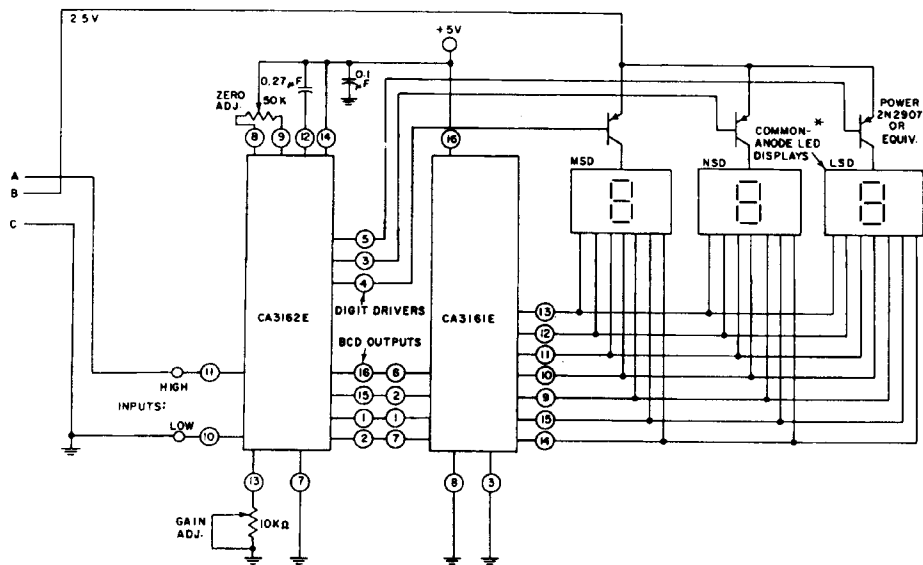 2.5V
+5V
0.27µF
0.1 µF
ZERO ADJ.
50K
8 9 12 14
16
*
POWER 2N2907 OR EQUIV.
COMMON-ANODE LED DISPLAYS
MSD
NSD
LSD
A
B
C
5
3
4
DIGIT DRIVERS
CA3162E
CA3161E
BCD OUTPUTS
HIGH
11
INPUTS:
LOW
10
16 6
15 2
1 1
2 7
13
12
11
10
9
15
14
13 7
8 3
GAIN ADJ.
10KΩ